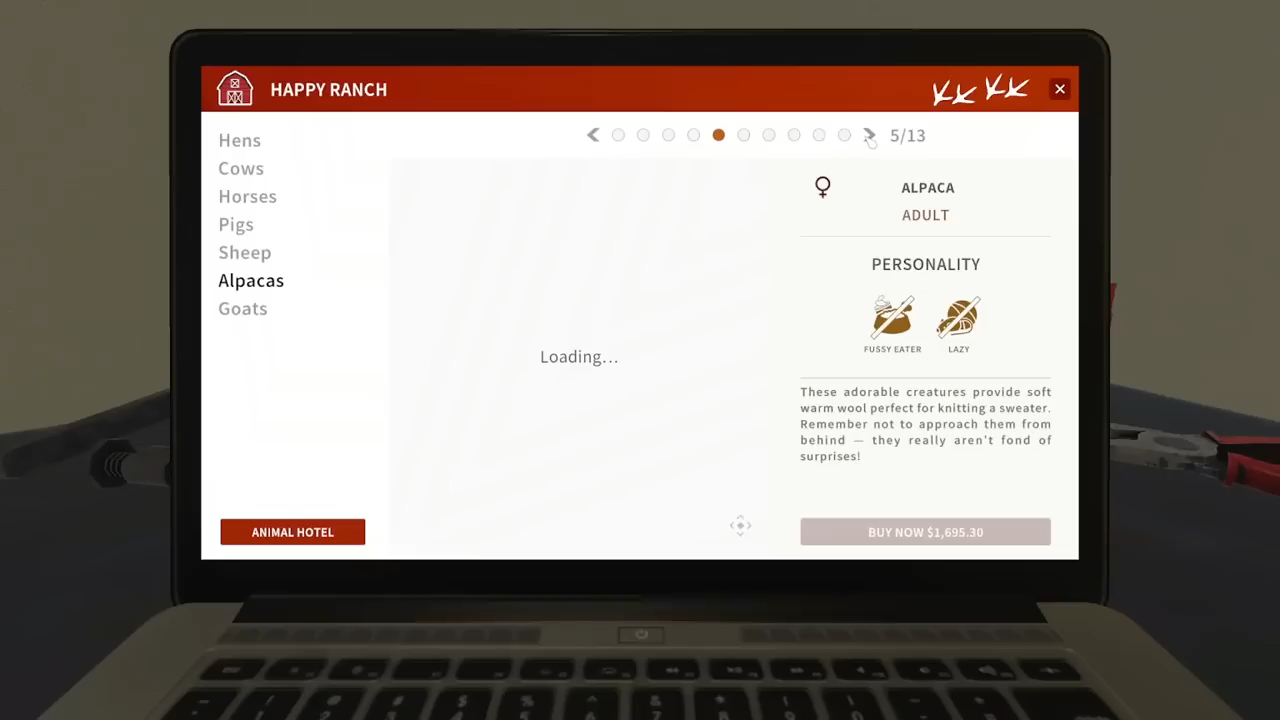 HAPPY RANCH
5/13
Hens
Cows
Horses
Pigs
Sheep
Alpacas
Goats
ANIMAL HOTEL
Loading...
ALPACA
ADULT
PERSONALITY
FUSSY EATER
LAZY
These adorable creatures provide soft
warm wool perfect for knitting a sweater.
Remember not to approach them from
behind — they really aren't fond of
surprises!
BUY NOW $1,695.30